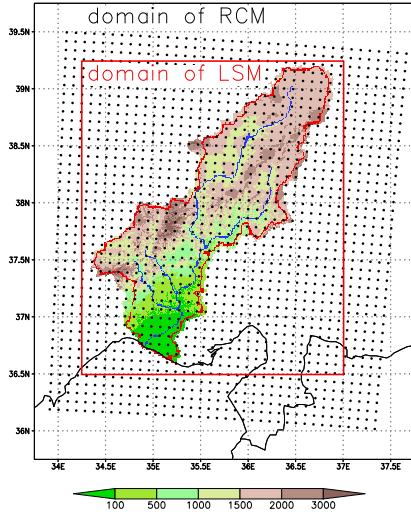 domain of RCM
domain of LSM
39.5N
39N
38.5N
38N
37.5N
37N
36.5N
36N
34E 34.5E 35E 35.5E 36E 36.5E 37E 37.5E
100 500 1000 1500 2000 3000